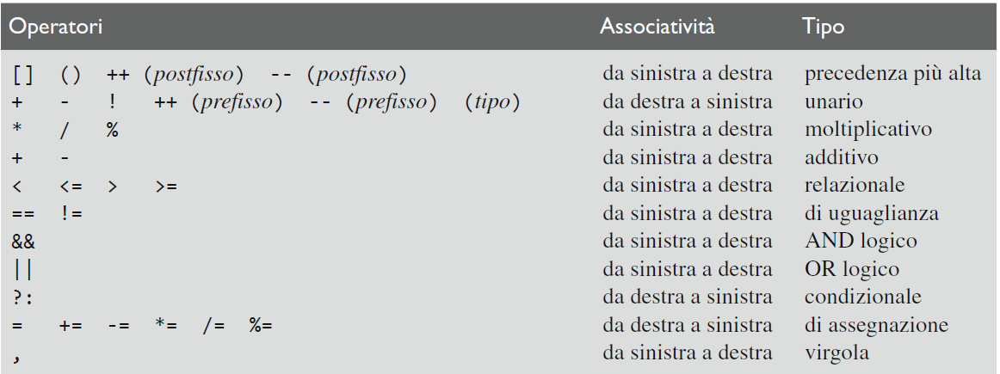 Operatori Associatività Tipo
[] () ++ (postfisso) -- (postfisso) da sinistra a destra precedenza più alta
+ - ! ++ (prefisso) -- (prefisso) (tipo) da destra a sinistra unario
* / % da sinistra a destra moltiplicativo
+ - da sinistra a destra additivo
< <= > >= da sinistra a destra relazionale
== != da sinistra a destra di uguaglianza
&& da sinistra a destra AND logico
|| da sinistra a destra OR logico
?: da destra a sinistra condizionale
= += -= *= /= %= da destra a sinistra di assegnazione
, da sinistra a destra virgola